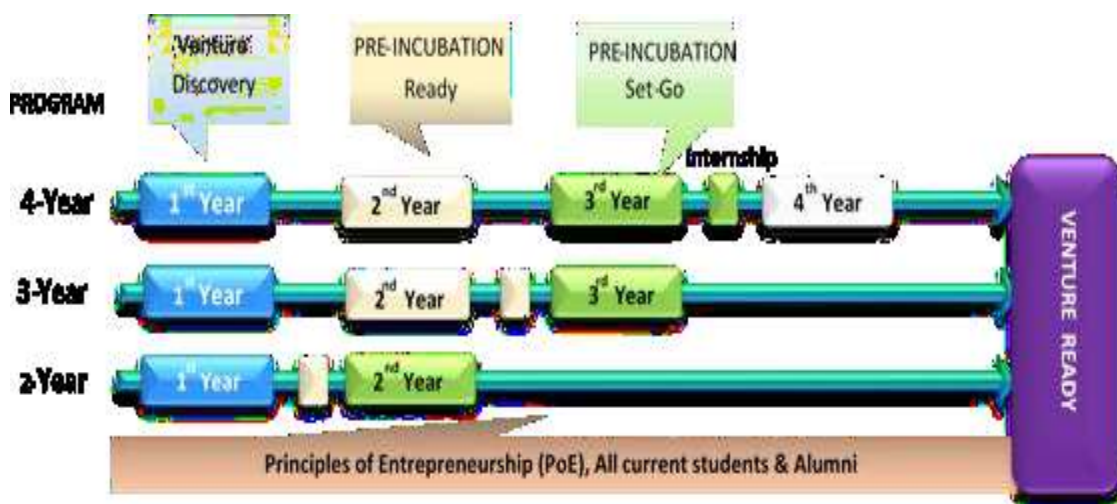 Venture
Discovery
PRE-INCUBATION
Ready
PRE-INCUBATION
Set-Go
PROGRAM
Internship
4-Year
1st Year
2nd Year
3rd Year
4th Year
3-Year
1st Year
2nd Year
3rd Year
2-Year
1st Year
2nd Year
VENTURE READY
Principles of Entrepreneurship (PoE), All current students & Alumni